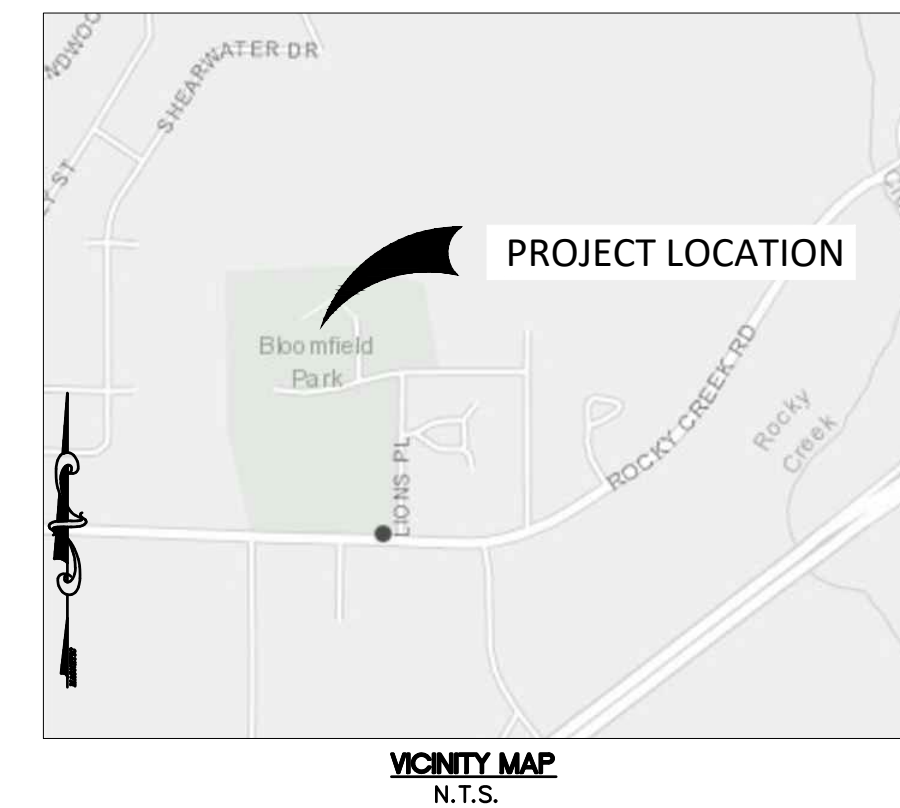 SHEARWATER DR
PROJECT LOCATION
Bloomfield
Park
ROCKY CREEK RD
Rocky
Creek
LIONS PL
VICINITY MAP
N.T.S.